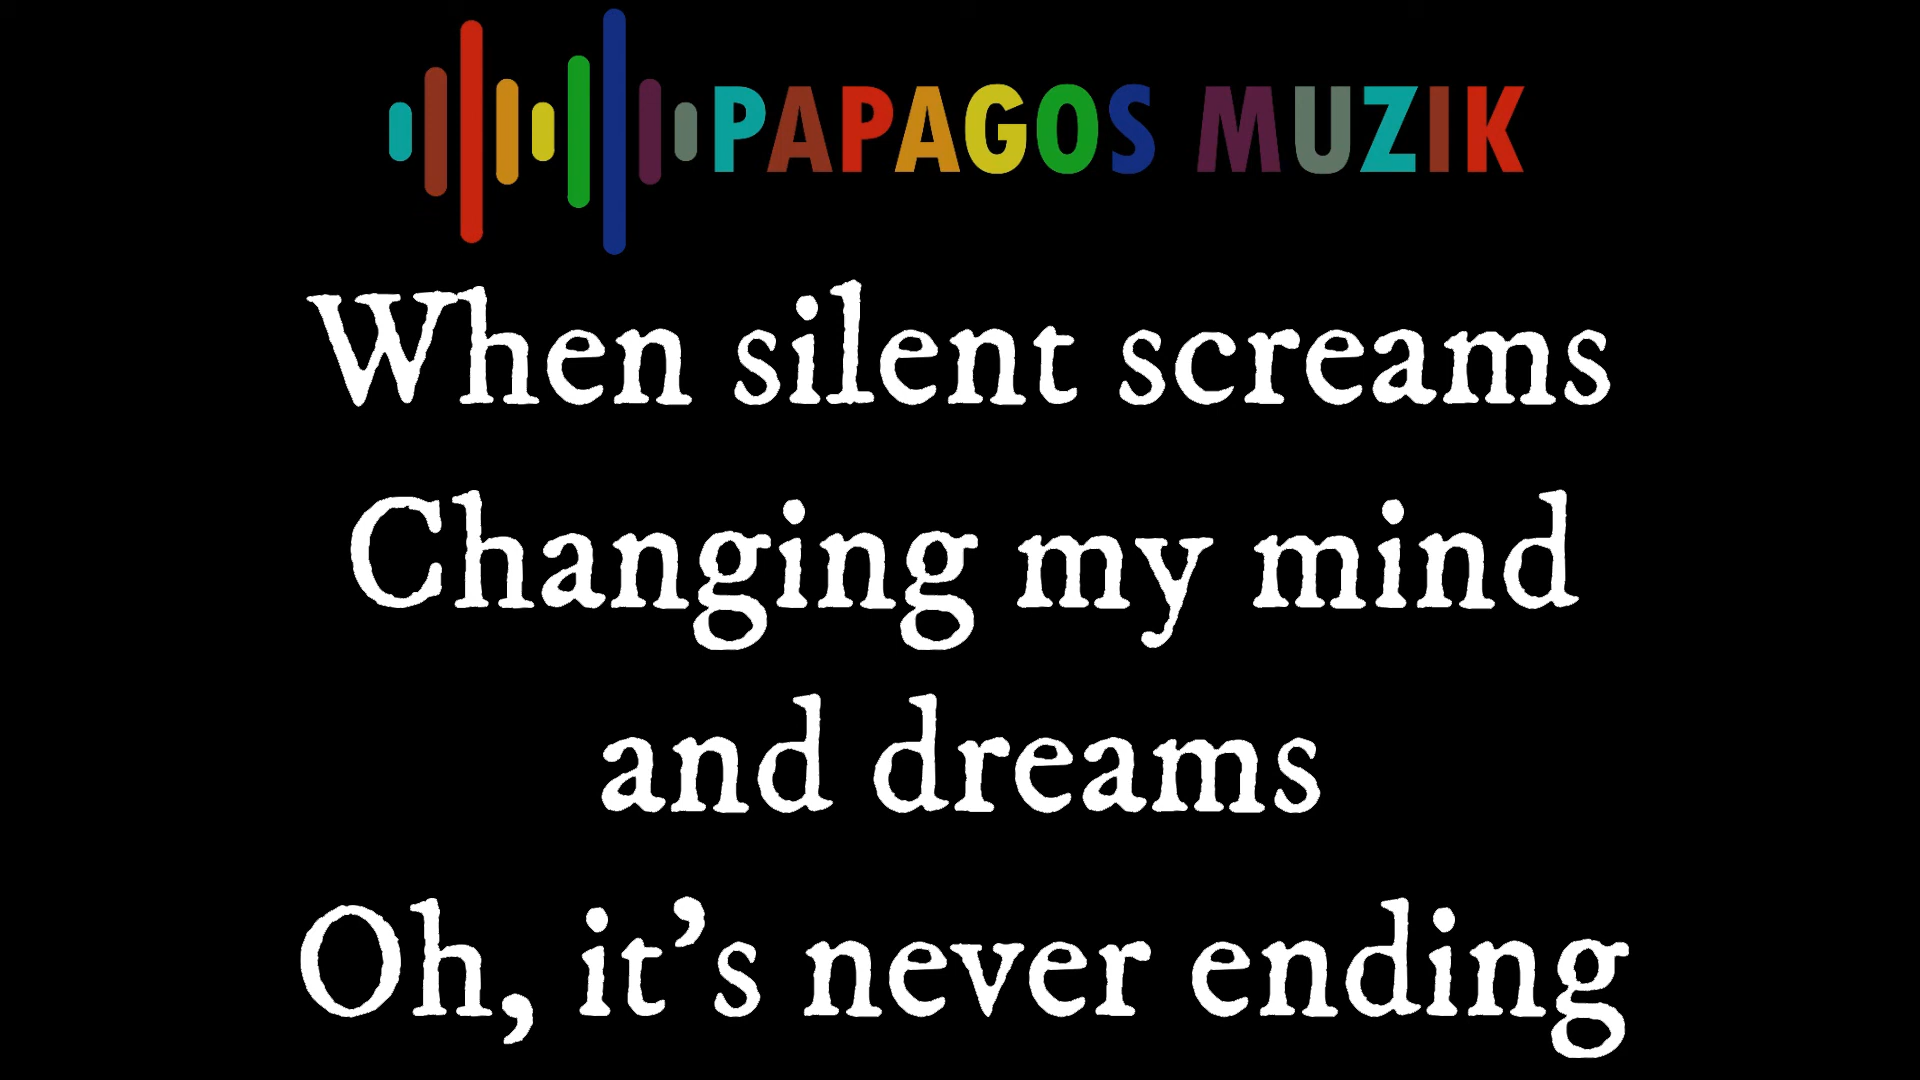 PAPAGOS MUZIK
When silent screams
Changing my mind
and dreams
Oh, it's never ending